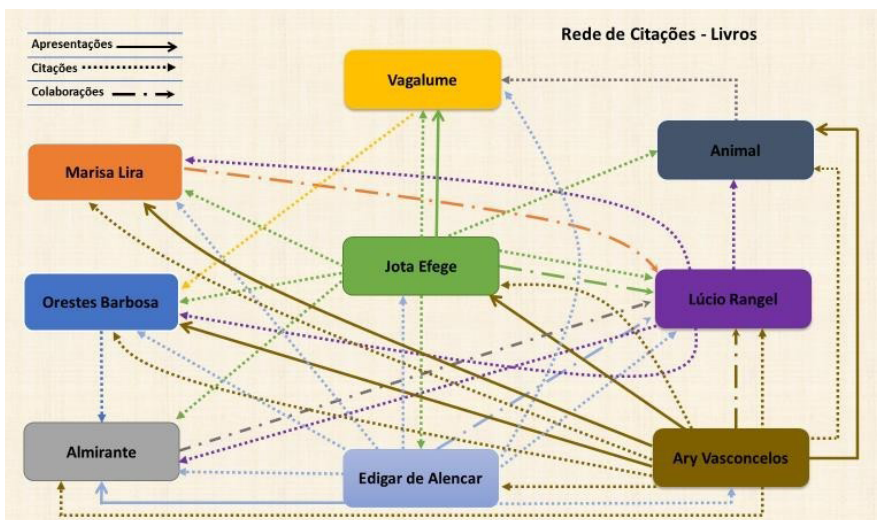 Rede de Citações - Livros
Apresentações
Citações
Colaborações
Vagalume
Animal
Marisa Lira
Jota Efege
Orestes Barbosa
Lúcio Rangel
Almirante
Edigar de Alencar
Ary Vasconcelos